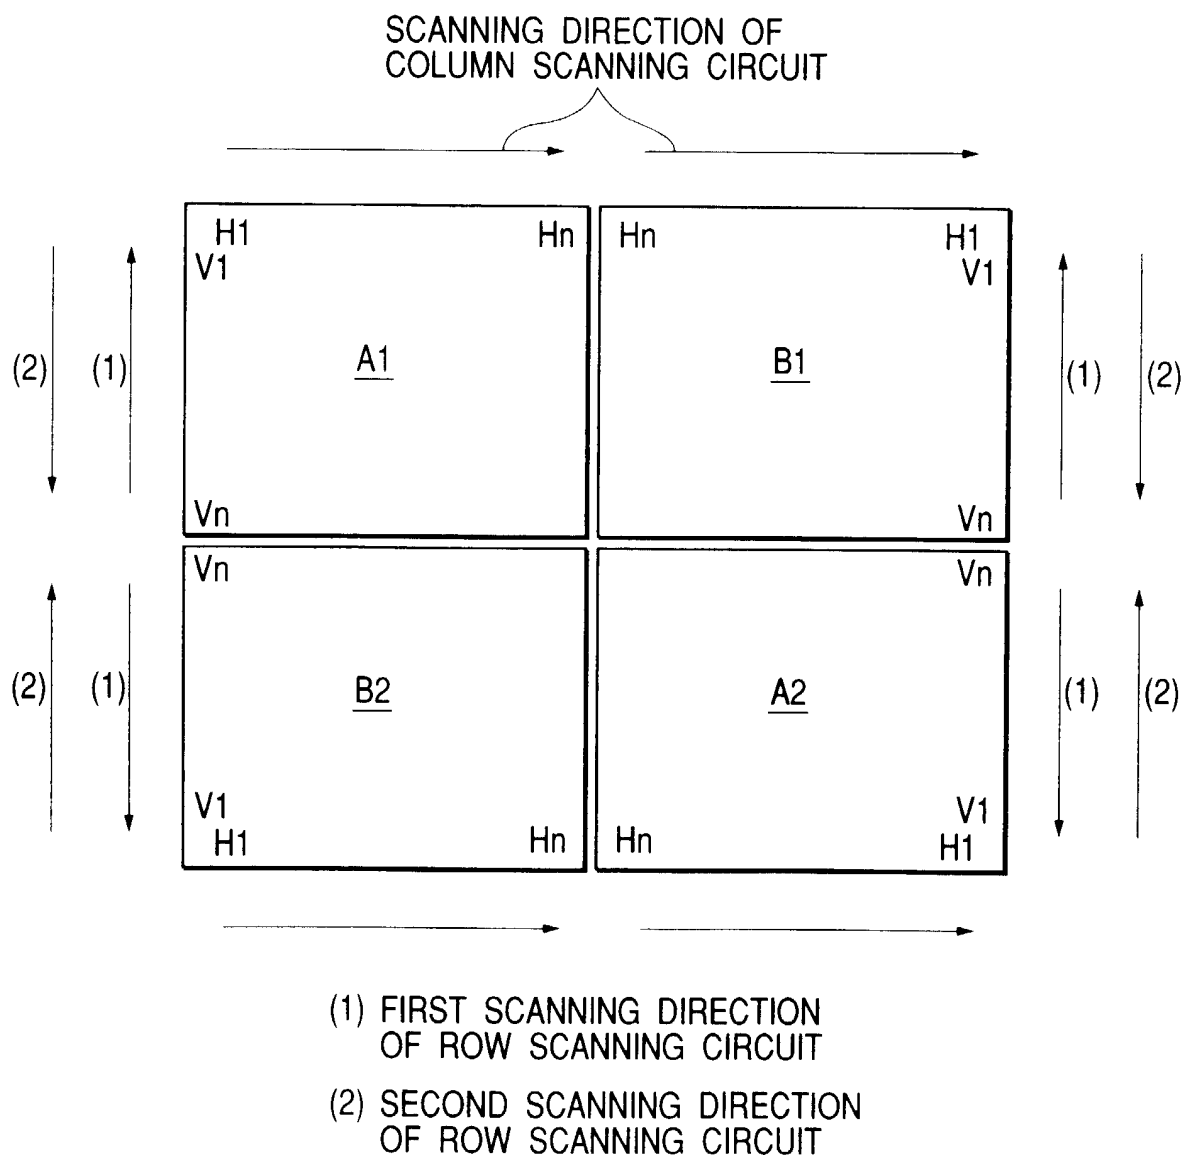 SCANNING DIRECTION OF
COLUMN SCANNING CIRCUIT
H1 Hn Hn H1
V1 V1
(2) (1) A1 B1 (1) (2)
Vn Vn
Vn Vn
(2) (1) B2 A2 (1) (2)
V1 V1
H1 Hn Hn H1
(1) FIRST SCANNING DIRECTION
OF ROW SCANNING CIRCUIT
(2) SECOND SCANNING DIRECTION
OF ROW SCANNING CIRCUIT